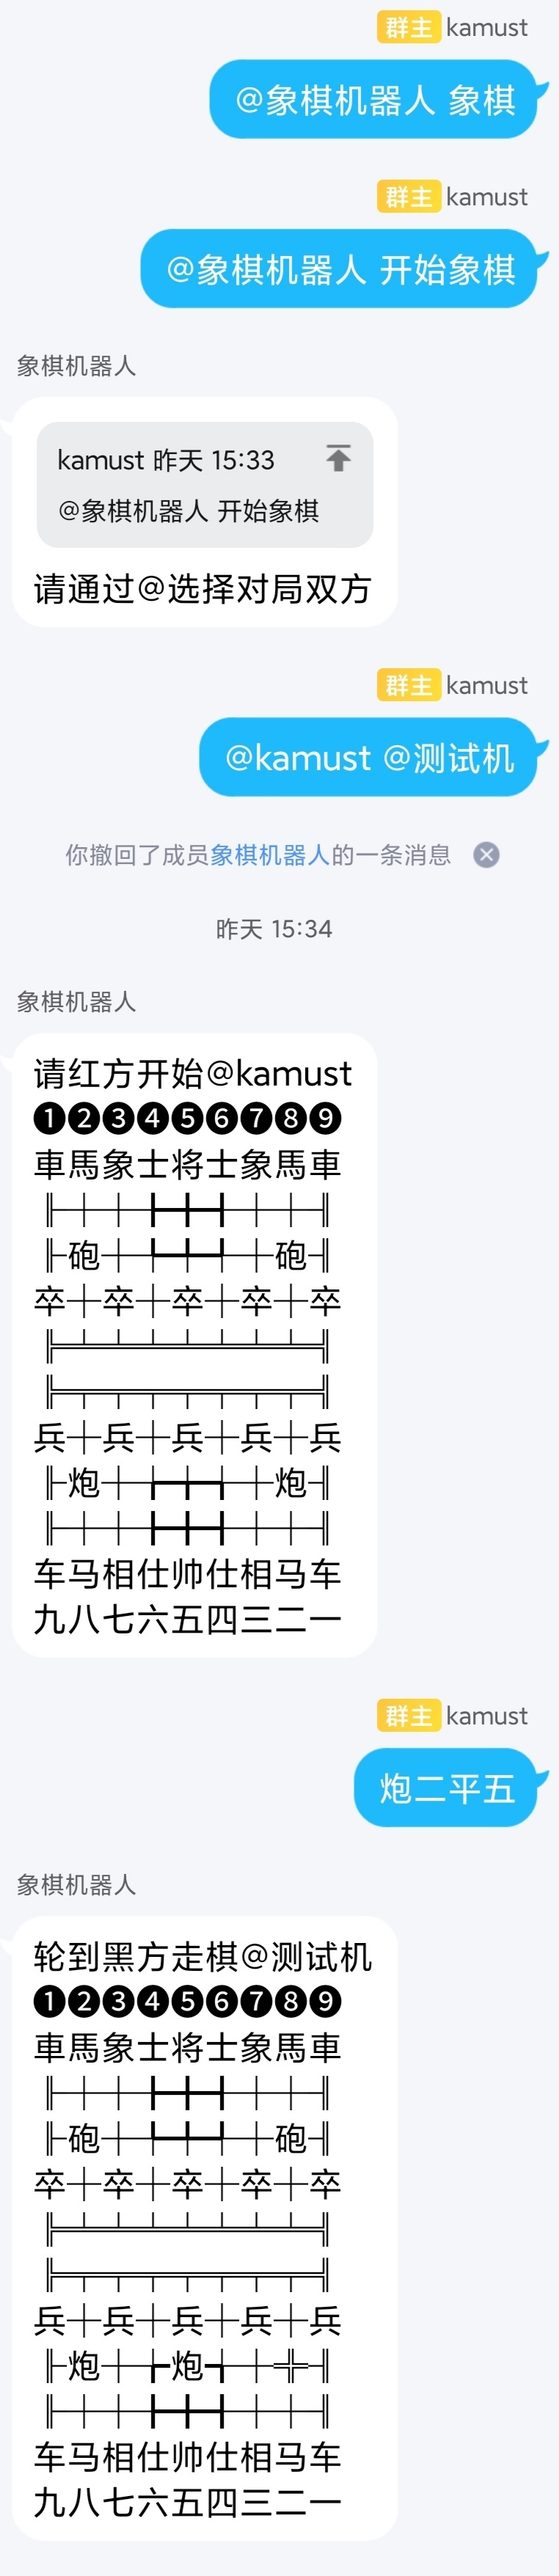 群主 kamust
@象棋机器人 象棋
群主 kamust
@象棋机器人 开始象棋
象棋机器人
kamust 昨天 15:33
@象棋机器人 开始象棋
请通过@选择对局双方
群主 kamust
@kamust @测试机
你撤回了成员象棋机器人的一条消息
昨天 15:34
象棋机器人
请红方开始@kamust
❶❷❸❹❺❻❼❽❾
車馬象士将士象馬車
╟┼┼┣╋┫┼┼╢
╟砲┼┗┻┛┼砲╢
卒┼卒┼卒┼卒┼卒
╠╧╧╧╧╧╧╧╣
╠╤╤╤╤╤╤╤╣
兵┼兵┼兵┼兵┼兵
╟炮┼┏┳┓┼炮╢
╟┼┼┣╋┫┼┼╢
车马相仕帅仕相马车
九八七六五四三二一
群主 kamust
炮二平五
象棋机器人
轮到黑方走棋@测试机
❶❷❸❹❺❻❼❽❾
車馬象士将士象馬車
╟┼┼┣╋┫┼┼╢
╟砲┼┗┻┛┼砲╢
卒┼卒┼卒┼卒┼卒
╠╧╧╧╧╧╧╧╣
╠╤╤╤╤╤╤╤╣
兵┼兵┼兵┼兵┼兵
╟炮┼┏炮┓┼╬╢
╟┼┼┣╋┫┼┼╢
车马相仕帅仕相马车
九八七六五四三二一